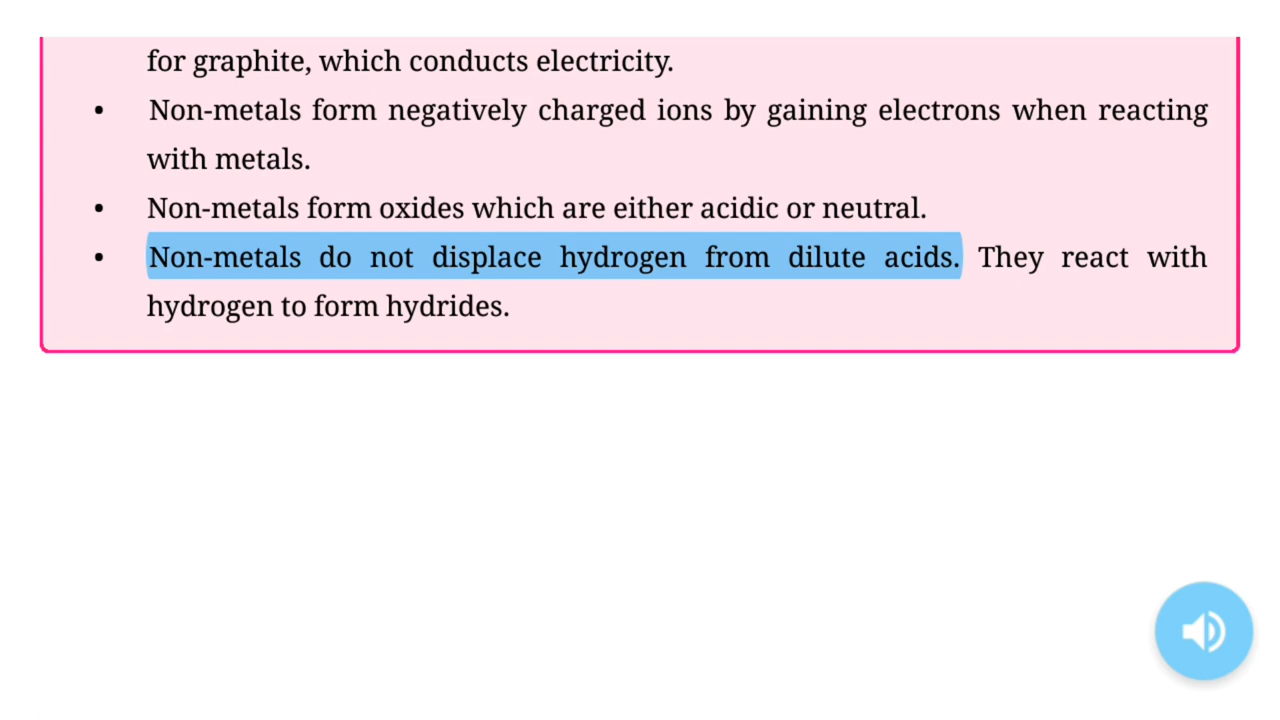 for graphite, which conducts electricity.
• Non-metals form negatively charged ions by gaining electrons when reacting
with metals.
• Non-metals form oxides which are either acidic or neutral.
• Non-metals do not displace hydrogen from dilute acids. They react with
hydrogen to form hydrides.